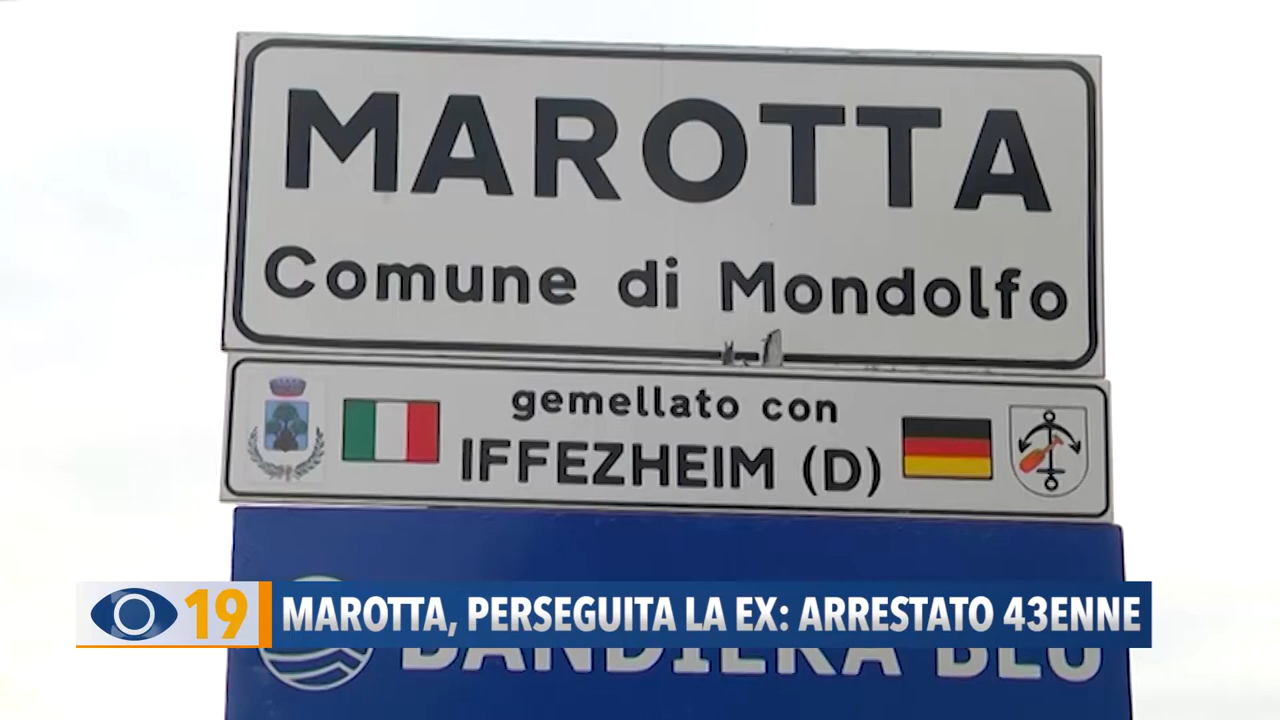 MAROTTA
Comune di Mondolfo
gemellato con
IFFEZHEIM (D)
19 MAROTTA, PERSEGUITA LA EX: ARRESTATO 43ENNE
BANDIERA BLU